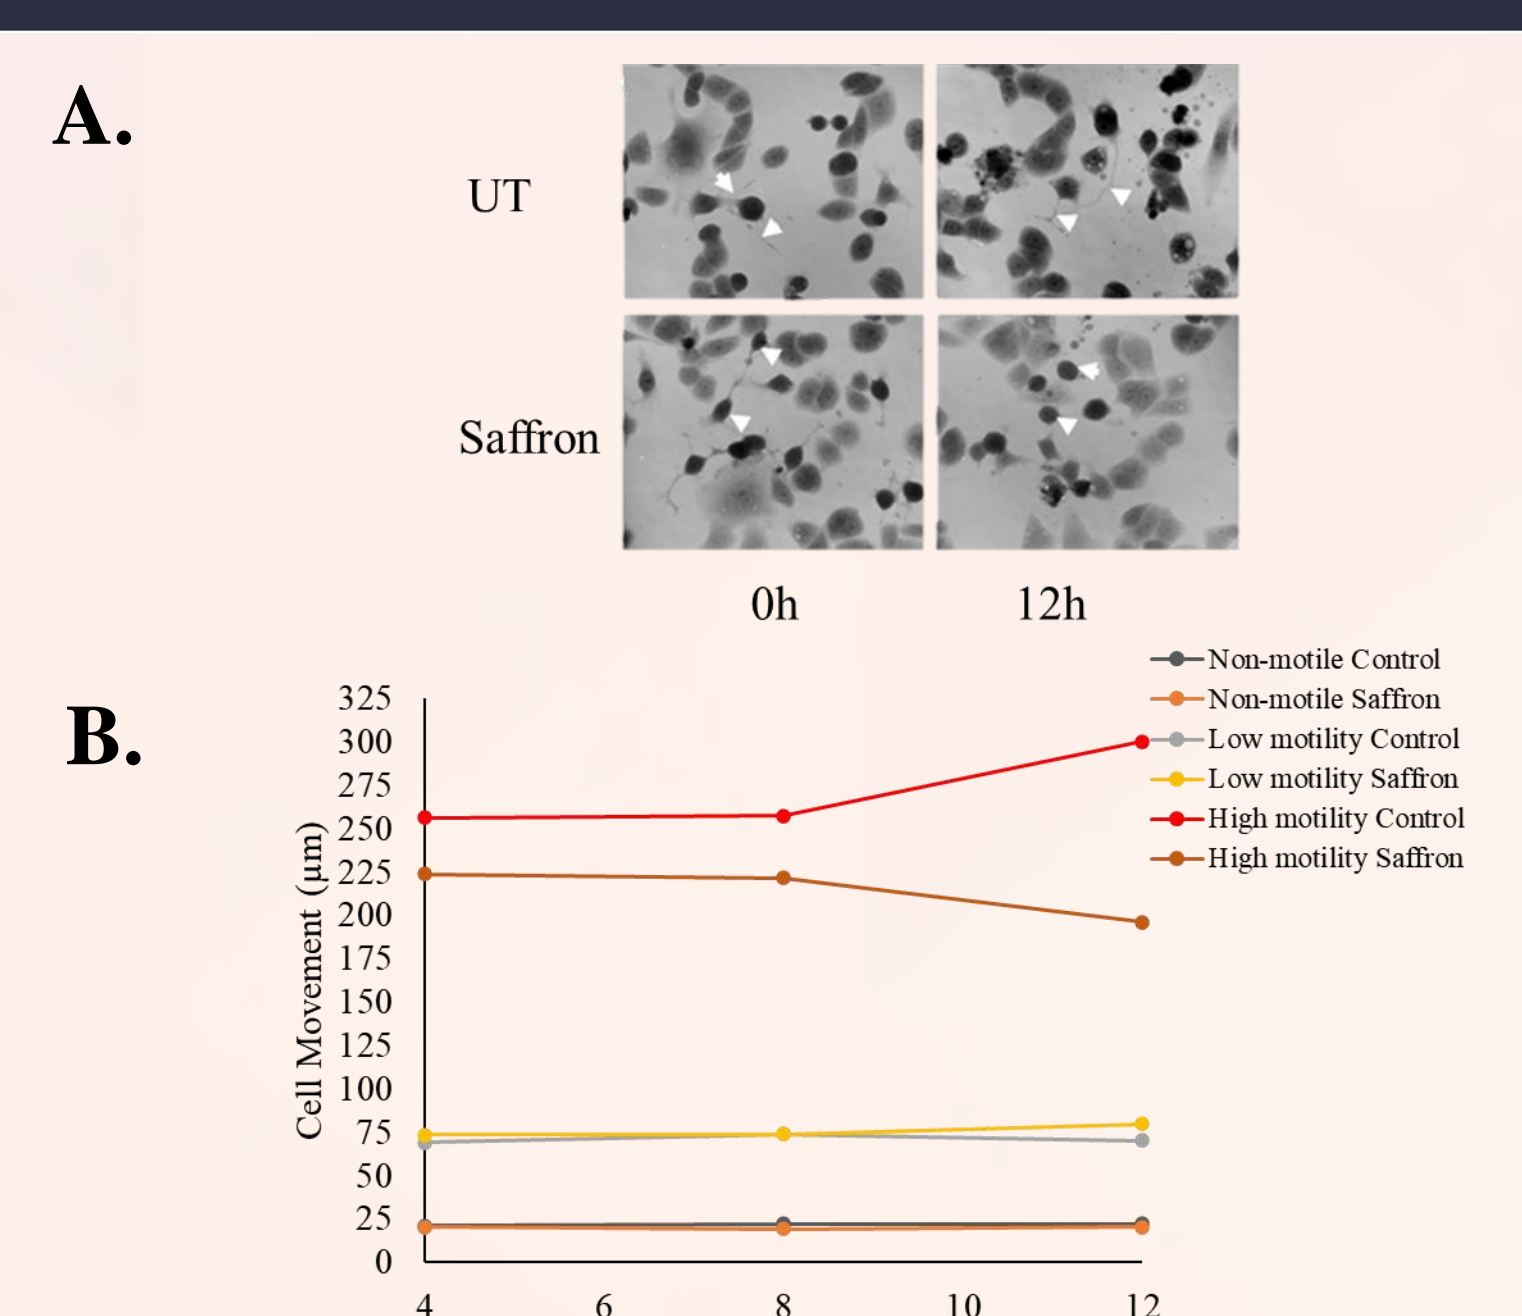 A.
UT
Saffron
0h 12h
B.
Non-motile Control
Non-motile Saffron
Low motility Control
Low motility Saffron
High motility Control
High motility Saffron
Cell Movement (μm)
325
300
275
250
225
200
175
150
125
100
75
50
25
0
4 6 8 10 12